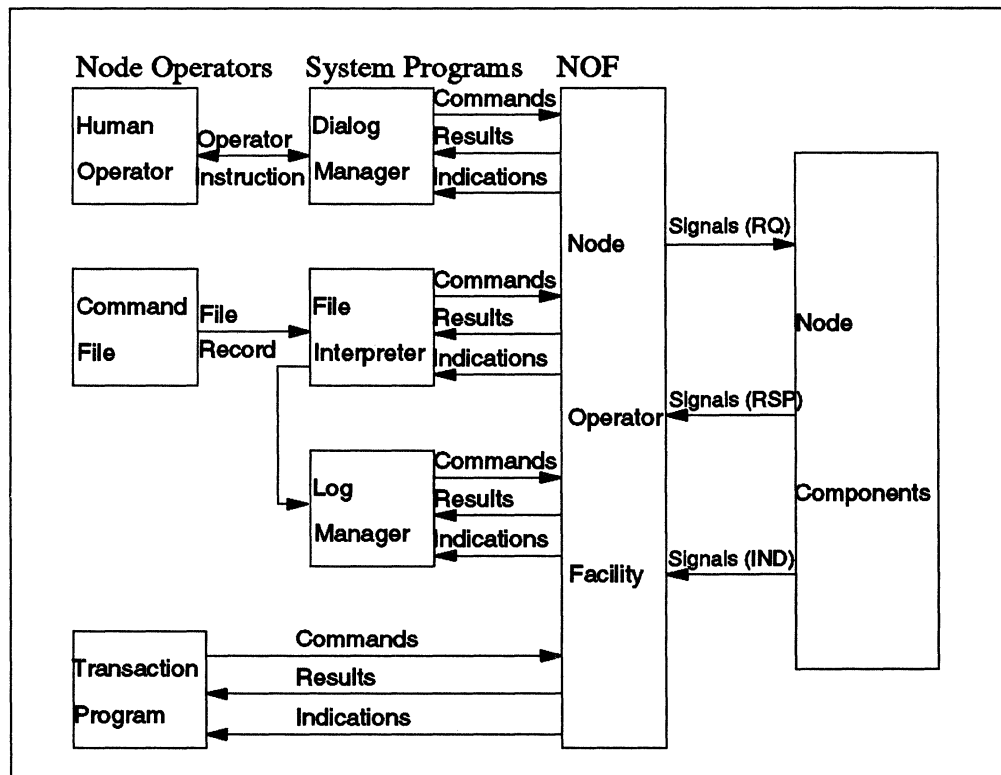 Node Operators System Programs NOF
Human
Operator
Operator
Instruction
Dialog
Manager
Commands
Results
Indications
Command
File
File
Record
File
Interpreter
Commands
Results
Indications
Log
Manager
Commands
Results
Indications
Transaction
Program
Commands
Results
Indications
Node
Operator
Facility
Signals (RQ)
Signals (RSP)
Signals (IND)
Node
Components